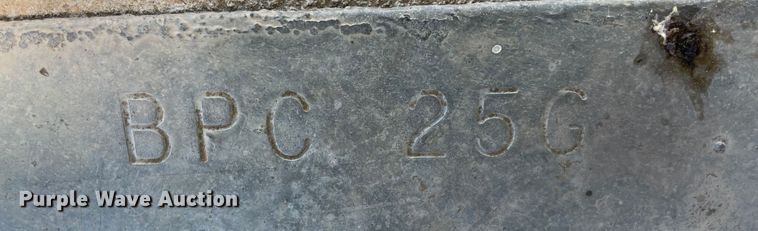 BPC 25G
Purple Wave Auction